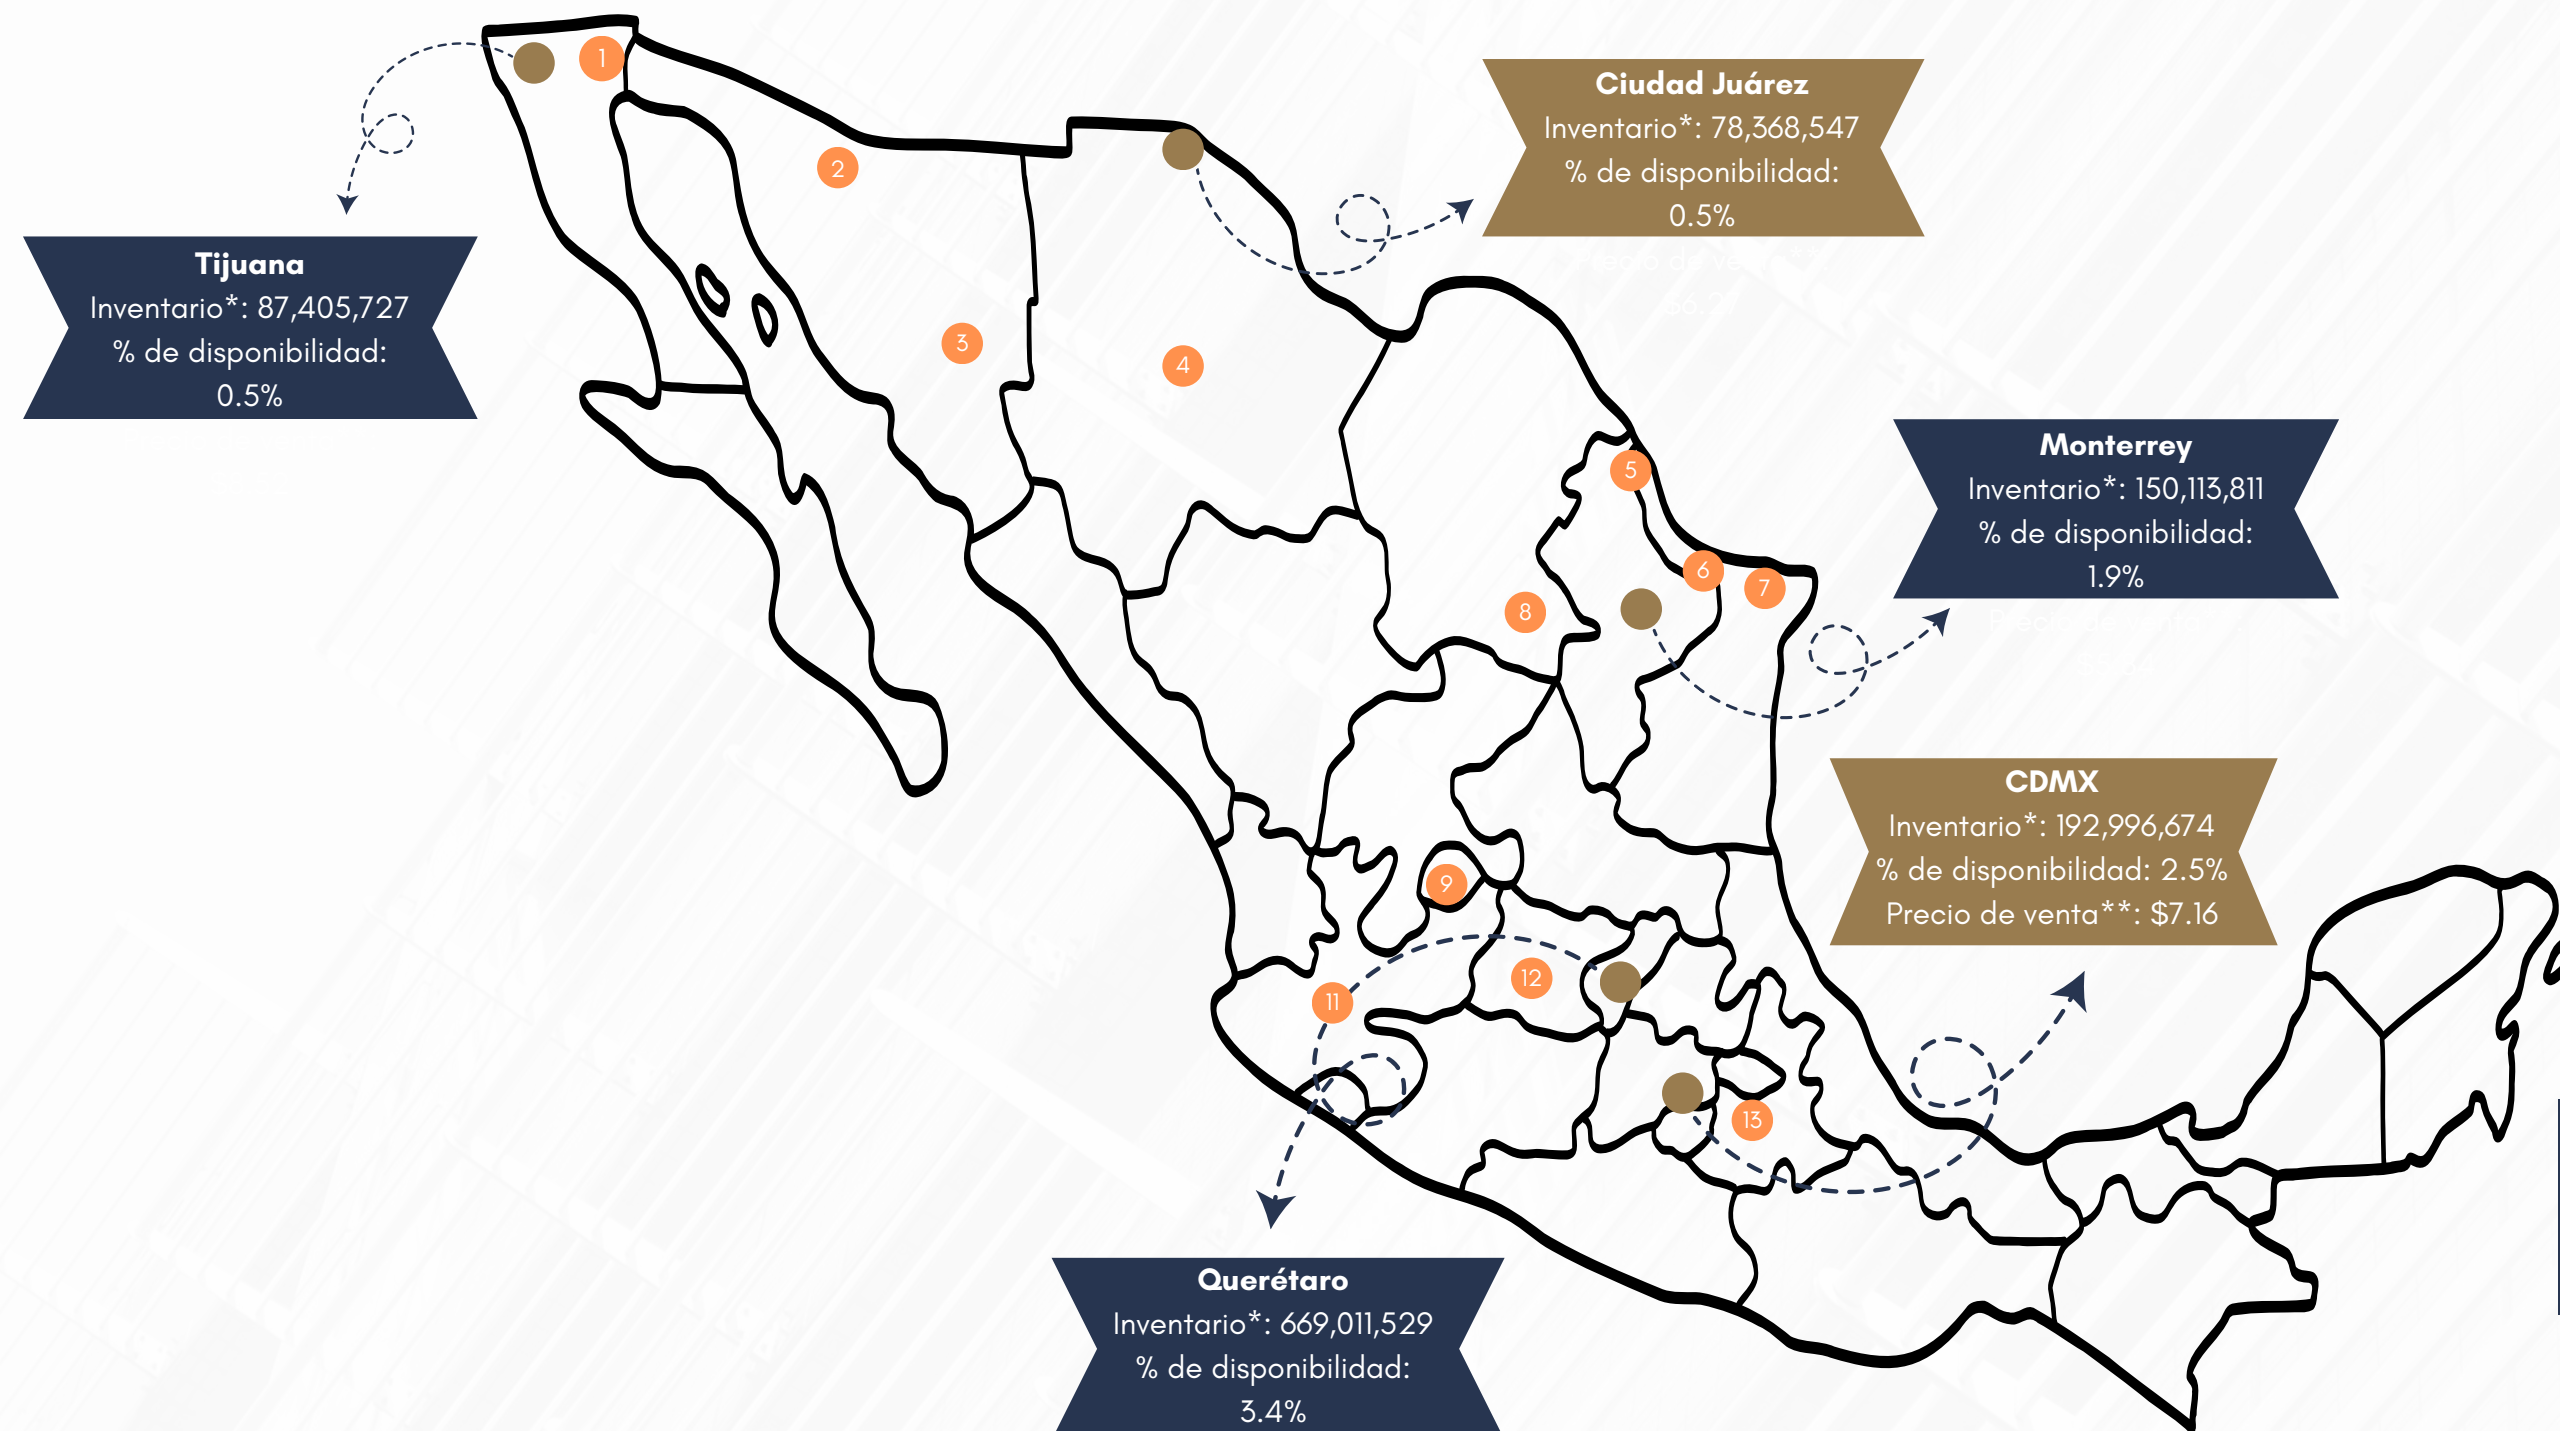 1
2
3
4
5
6
7
8
9
11
12
13
Tijuana
Inventario*: 87,405,727
% de disponibilidad:
0.5%
Ciudad Juárez
Inventario*: 78,368,547
% de disponibilidad:
0.5%
Monterrey
Inventario*: 150,113,811
% de disponibilidad:
1.9%
CDMX
Inventario*: 192,996,674
% de disponibilidad: 2.5%
Precio de venta**: $7.16
Querétaro
Inventario*: 669,011,529
% de disponibilidad:
3.4%